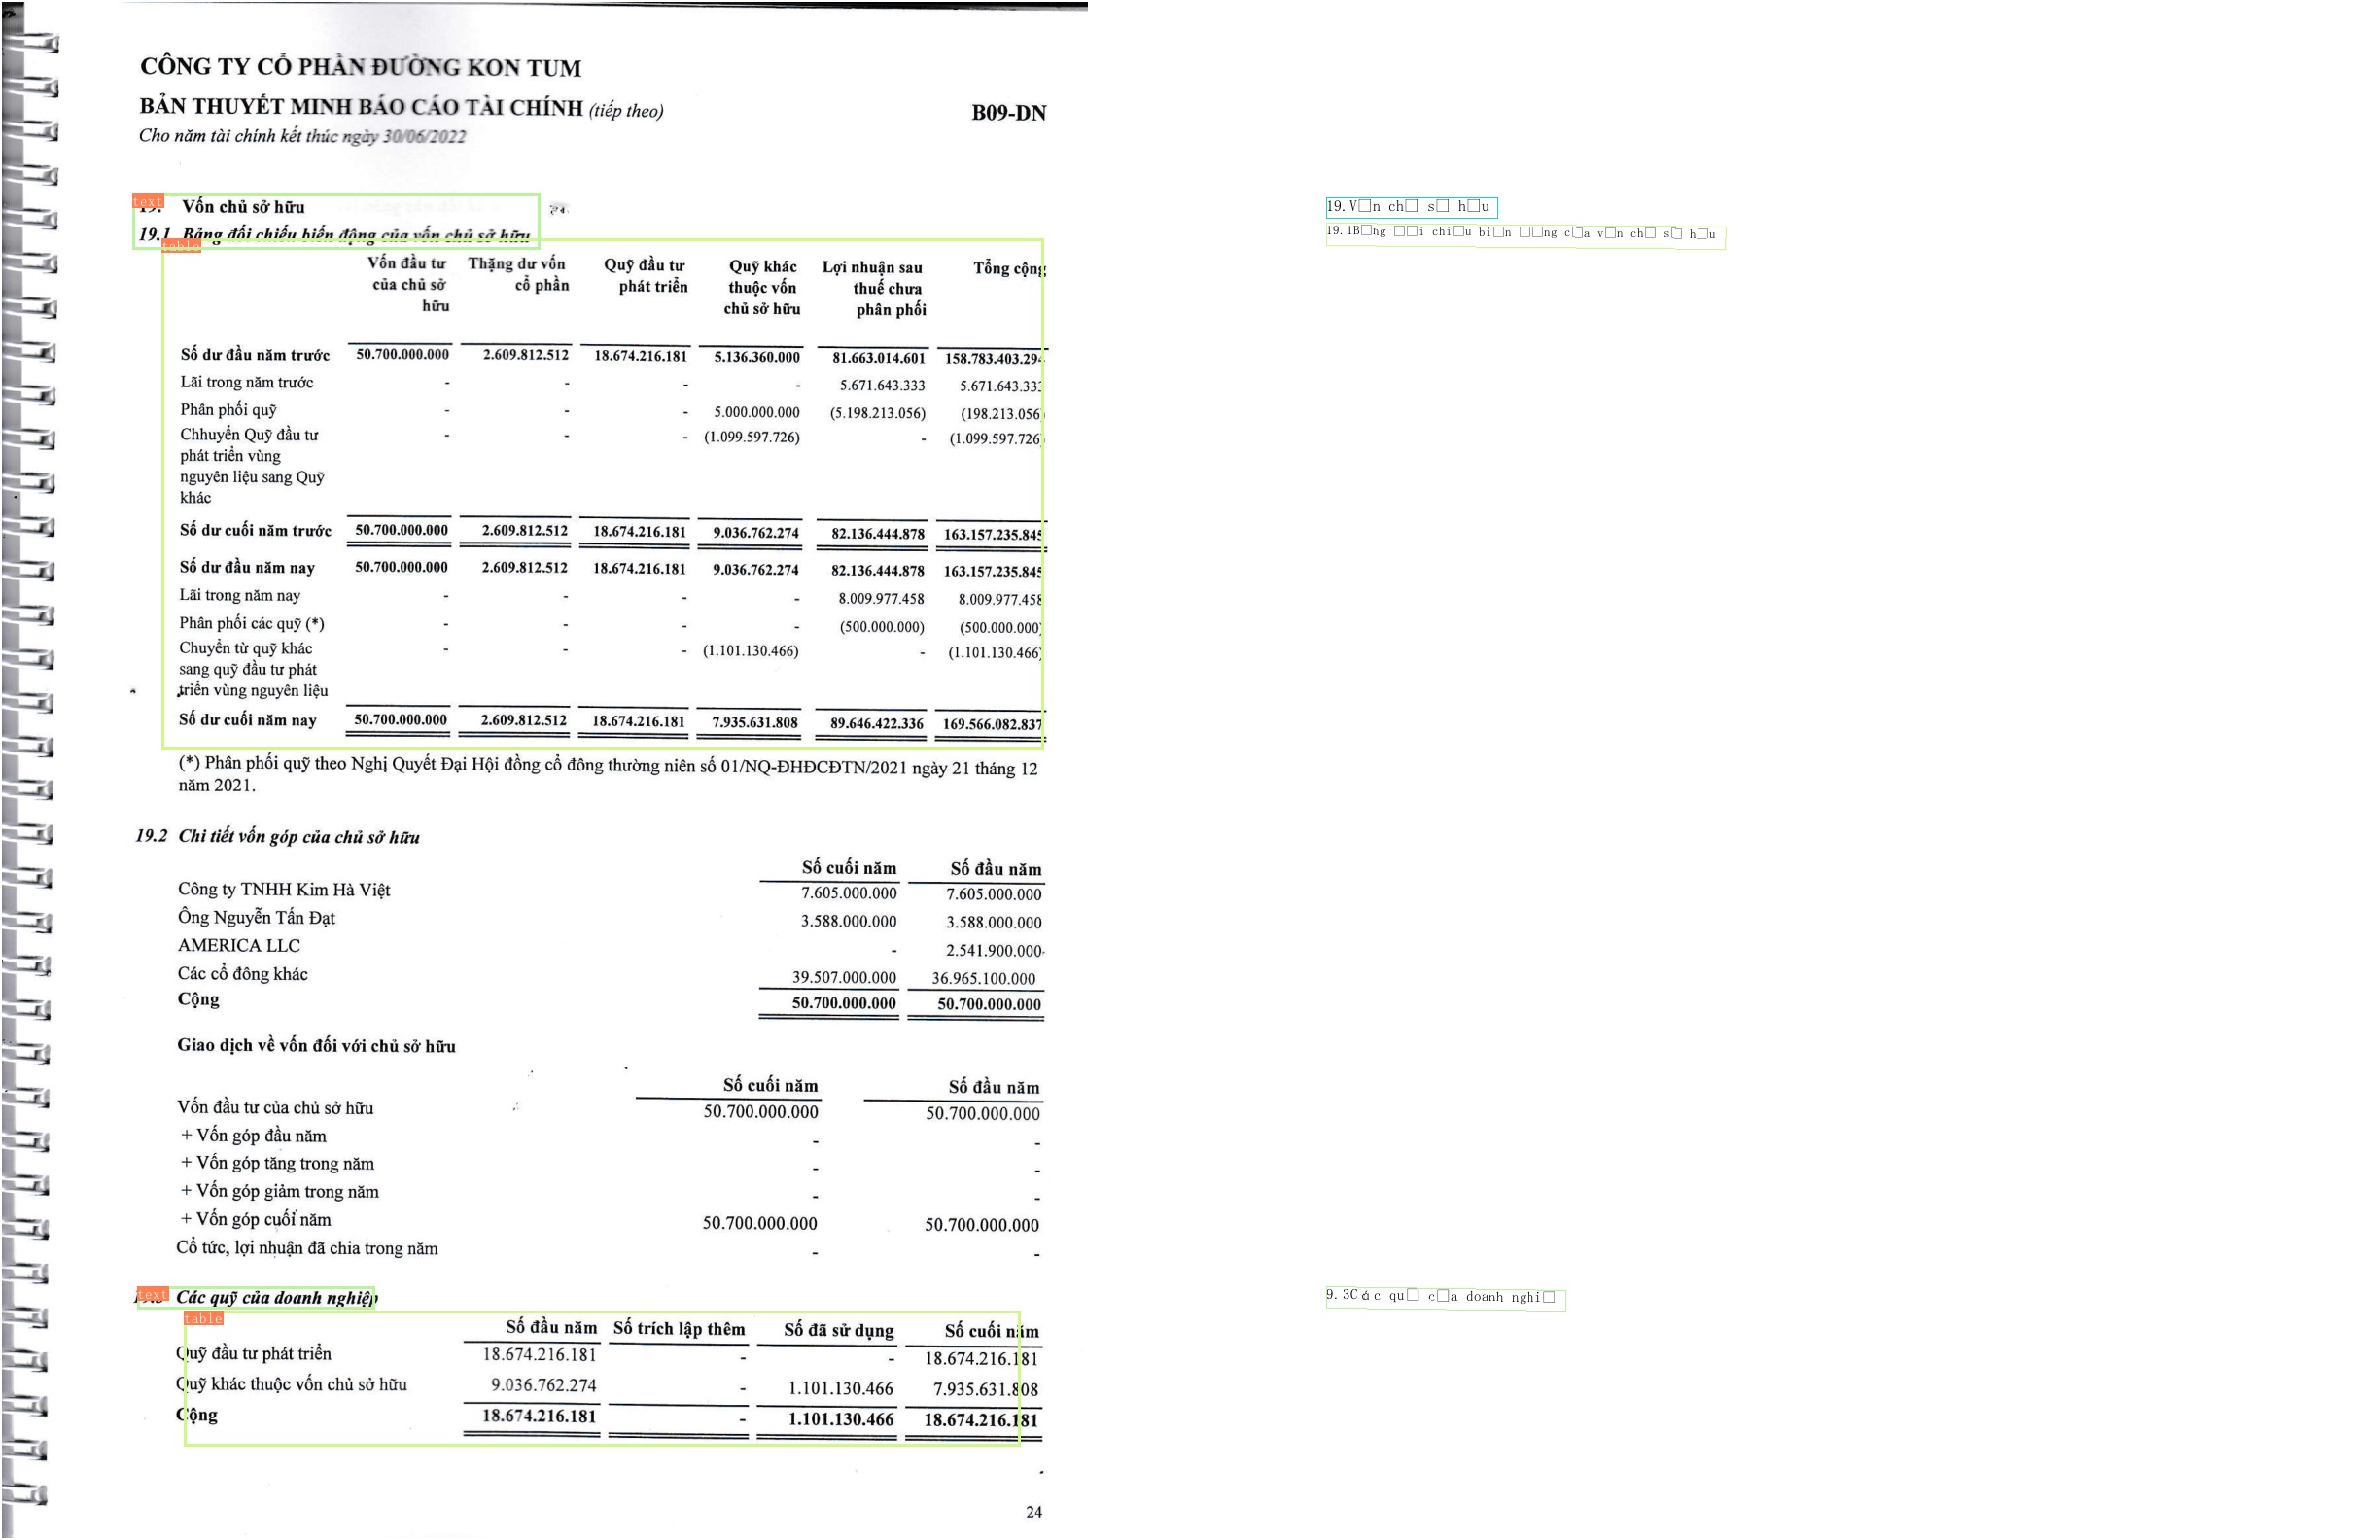 CÔNG TY CỔ PHẦN ĐƯỜNG KON TUM
BẢN THUYẾT MINH BÁO CÁO TÀI CHÍNH (tiếp theo) B09-DN
Cho năm tài chính kết thúc ngày 30/06/2022
text
Vốn chủ sở hữu
19.1 Bảng đối chiếu biến động của vốn chủ sở hữu
table
Vốn đầu tư của chủ sở hữu Thặng dư vốn cổ phần Quỹ đầu tư phát triển Quỹ khác thuộc vốn chủ sở hữu Lợi nhuận sau thuế chưa phân phối Tổng cộng
Số dư đầu năm trước 50.700.000.000 2.609.812.512 18.674.216.181 5.136.360.000 81.663.014.601 158.783.403.294
Lãi trong năm trước - - - - 5.671.643.333 5.671.643.333
Phân phối quỹ - - - 5.000.000.000 (5.198.213.056) (198.213.056)
Chhuyển Quỹ đầu tư - - - (1.099.597.726) - (1.099.597.726)
phát triển vùng
nguyên liệu sang Quỹ
khác
Số dư cuối năm trước 50.700.000.000 2.609.812.512 18.674.216.181 9.036.762.274 82.136.444.878 163.157.235.845
Số dư đầu năm nay 50.700.000.000 2.609.812.512 18.674.216.181 9.036.762.274 82.136.444.878 163.157.235.845
Lãi trong năm nay - - - - 8.009.977.458 8.009.977.458
Phân phối các quỹ (*) - - - - (500.000.000) (500.000.000)
Chuyển từ quỹ khác - - - (1.101.130.466) - (1.101.130.466)
sang quỹ đầu tư phát
triển vùng nguyên liệu
Số dư cuối năm nay 50.700.000.000 2.609.812.512 18.674.216.181 7.935.631.808 89.646.422.336 169.566.082.837
(*) Phân phối quỹ theo Nghị Quyết Đại Hội đồng cổ đông thường niên số 01/NQ-ĐHĐCĐTN/2021 ngày 21 tháng 12
năm 2021.
19.2 Chi tiết vốn góp của chủ sở hữu
Số cuối năm Số đầu năm
Công ty TNHH Kim Hà Việt 7.605.000.000 7.605.000.000
Ông Nguyễn Tấn Đạt 3.588.000.000 3.588.000.000
AMERICA LLC - 2.541.900.000
Các cổ đông khác 39.507.000.000 36.965.100.000
Cộng 50.700.000.000 50.700.000.000
Giao dịch về vốn đối với chủ sở hữu
Số cuối năm Số đầu năm
Vốn đầu tư của chủ sở hữu 50.700.000.000 50.700.000.000
+ Vốn góp đầu năm - -
+ Vốn góp tăng trong năm - -
+ Vốn góp giảm trong năm - -
+ Vốn góp cuối năm 50.700.000.000 50.700.000.000
Cổ tức, lợi nhuận đã chia trong năm - -
text
Các quỹ của doanh nghiệp
table
Số đầu năm Số trích lập thêm Số đã sử dụng Số cuối năm
Quỹ đầu tư phát triển 18.674.216.181 - - 18.674.216.181
Quỹ khác thuộc vốn chủ sở hữu 9.036.762.274 - 1.101.130.466 7.935.631.808
Cộng 18.674.216.181 - 1.101.130.466 18.674.216.181
24
19.V□n ch□ s□ h□u
19.1B□ng □□i chi□u bi□n □□ng c□a v□n ch□ s□ h□u
9.3Các qu□ c□a doanh nghi□